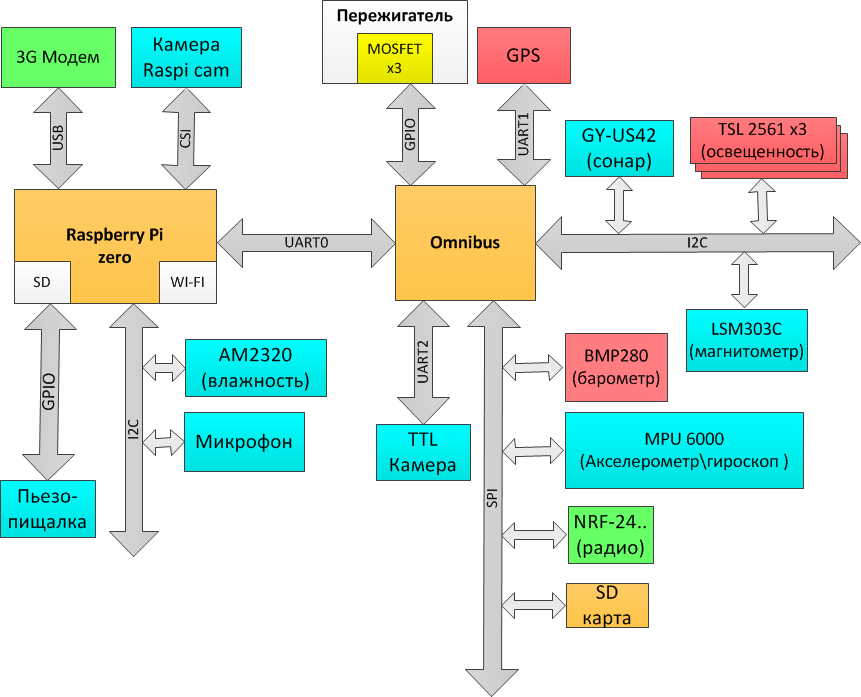 Пережигатель
MOSFET
x3
3G Модем
Камера
Raspi cam
GPS
USB
CSI
GPIO
UART1
GY-US42
(сонар)
TSL 2561 x3
(освещенность)
Raspberry Pi
zero
SD
WI-FI
UART0
Omnibus
I2C
LSM303C
(магнитометр)
GPIO
I2C
AM2320
(влажность)
Микрофон
Пьезо-
пищалка
UART2
TTL
Камера
SPI
BMP280
(барометр)
MPU 6000
(Акселерометр\гироскоп )
NRF-24..
(радио)
SD
карта